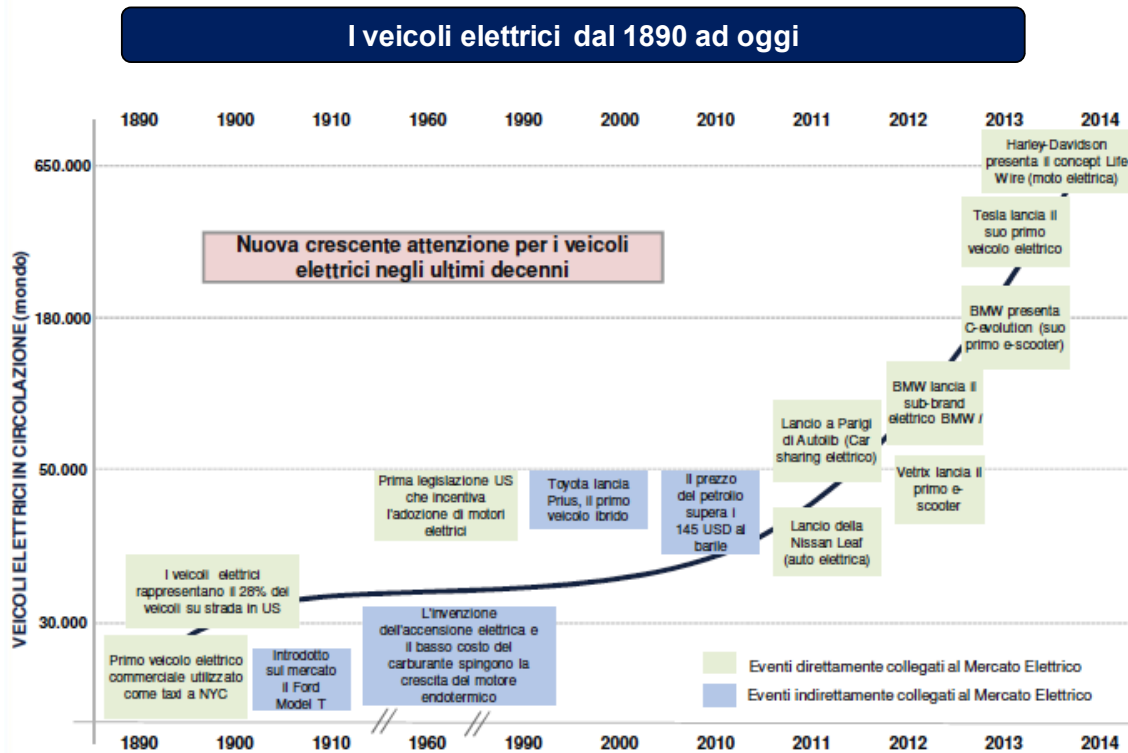 I veicoli elettrici dal 1890 ad oggi
1890 1900 1910 1960 1990 2000 2010 2011 2012 2013 2014
VEICOLI ELETTRICI IN CIRCOLAZIONE (mondo)
650.000
180.000
50.000
30.000
Nuova crescente attenzione per i veicoli
elettrici negli ultimi decenni
Harley-Davidson
presenta il concept Life
Wire (moto elettrica)
Tesla lancia il
suo primo
veicolo elettrico
BMW presenta
C-evolution (suo
primo e-scooter)
BMW lancia il
sub-brand
elettrico BMW i
Lancio a Parigi
di Autolib (Car
sharing elettrico)
Vetrix lancia il
primo e-
scooter
Prima legislazione US
che incentiva
l'adozione di motori
elettrici
Toyota lancia
Prius, il primo
veicolo ibrido
Il prezzo
del petrolio
supera i
145 USD al
barile
Lancio della
Nissan Leaf
(auto elettrica)
I veicoli elettrici
rappresentano il 28% dei
veicoli su strada in US
Primo veicolo elettrico
commerciale utilizzato
come taxi a NYC
Introdotto
sul mercato
il Ford
Model T
L'invenzione
dell'accensione elettrica e
il basso costo del
carburante spingono la
crescita del motore
endotermico
Eventi direttamente collegati al Mercato Elettrico
Eventi indirettamente collegati al Mercato Elettrico
1890 1900 1910 1960 1990 2000 2010 2011 2012 2013 2014